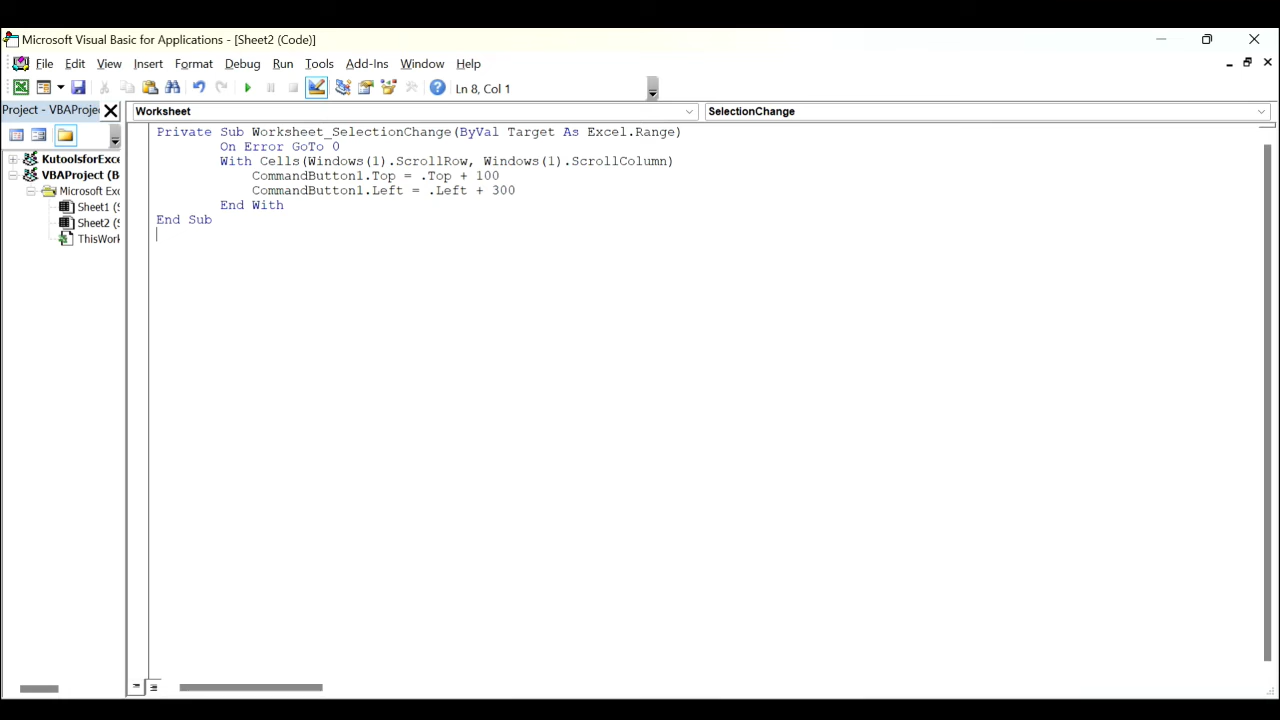 Microsoft Visual Basic for Applications - [Sheet2 (Code)]
File Edit View Insert Format Debug Run Tools Add-Ins Window Help
Ln 8, Col 1
Project - VBAProje
Worksheet
SelectionChange
KutoolsforExce
VBAProject (B
Microsoft Exc
Sheet1 (S
Sheet2 (S
ThisWork
Private Sub Worksheet_SelectionChange(ByVal Target As Excel.Range)
On Error GoTo 0
With Cells(Windows(1).ScrollRow, Windows(1).ScrollColumn)
CommandButton1.Top = .Top + 100
CommandButton1.Left = .Left + 300
End With
End Sub